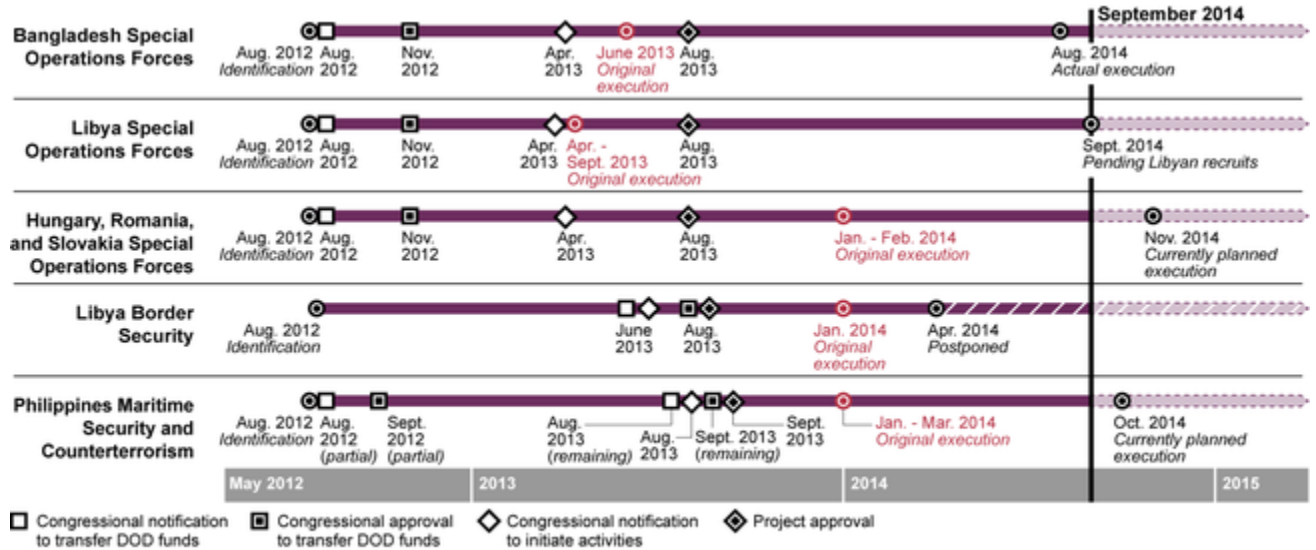 September 2014
Bangladesh Special
Operations Forces
Aug. 2012
Identification
Aug.
2012
Nov.
2012
Apr.
2013
June 2013
Original
execution
Aug.
2013
Aug. 2014
Actual execution
Libya Special
Operations Forces
Aug. 2012
Identification
Aug.
2012
Nov.
2012
Apr.
2013
Apr. -
Sept. 2013
Original execution
Aug.
2013
Sept. 2014
Pending Libyan recruits
Hungary, Romania,
and Slovakia Special
Operations Forces
Aug. 2012
Identification
Aug.
2012
Nov.
2012
Apr.
2013
Aug.
2013
Jan. - Feb. 2014
Original execution
Nov. 2014
Currently planned
execution
Libya Border
Security
Aug. 2012
Identification
June
2013
Aug.
2013
Jan. 2014
Original
execution
Apr. 2014
Postponed
Philippines Maritime
Security and
Counterterrorism
Aug. 2012
Identification
Aug.
2012
(partial)
Sept.
2012
(partial)
Aug.
2013
(remaining)
Aug.
2013
Sept. 2013
(remaining)
Sept.
2013
Jan. - Mar. 2014
Original execution
Oct. 2014
Currently planned
execution
May 2012
2013
2014
2015
Congressional notification
to transfer DOD funds
Congressional approval
to transfer DOD funds
Congressional notification
to initiate activities
Project approval